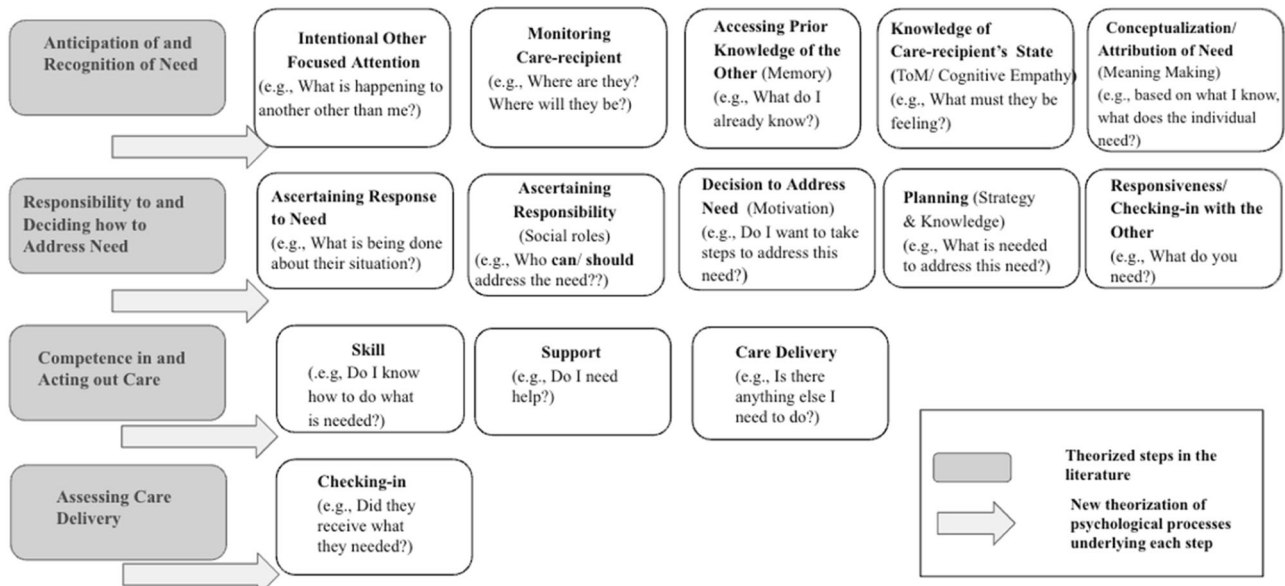 Anticipation of and
Recognition of Need
Intentional Other
Focused Attention
(e.g., What is happening to
another other than me?)
Monitoring
Care-recipient
(e.g., Where are they?
Where will they be?)
Accessing Prior
Knowledge of the
Other (Memory)
(e.g., What do I
already know?)
Knowledge of
Care-recipient's State
(ToM/ Cognitive Empathy)
(e.g., What must they be
feeling?)
Conceptualization/
Attribution of Need
(Meaning Making)
(e.g., based on what I know,
what does the individual
need?)
Responsibility to and
Deciding how to
Address Need
Ascertaining Response
to Need
(e.g., What is being done
about their situation?)
Ascertaining
Responsibility
(Social roles)
(e.g., Who can/ should
address the need??)
Decision to Address
Need (Motivation)
(e.g., Do I want to take
steps to address this
need?)
Planning (Strategy
& Knowledge)
(e.g., What is needed
to address this need?)
Responsiveness/
Checking-in with the
Other
(e.g., What do you
need?)
Competence in and
Acting out Care
Skill
(.e.g, Do I know
how to do what
is needed?)
Support
(e.g., Do I need
help?)
Care Delivery
(e.g., Is there
anything else I
need to do?)
Assessing Care
Delivery
Checking-in
(e.g., Did they
receive what
they needed?)
Theorized steps in the
literature
New theorization of
psychological processes
underlying each step